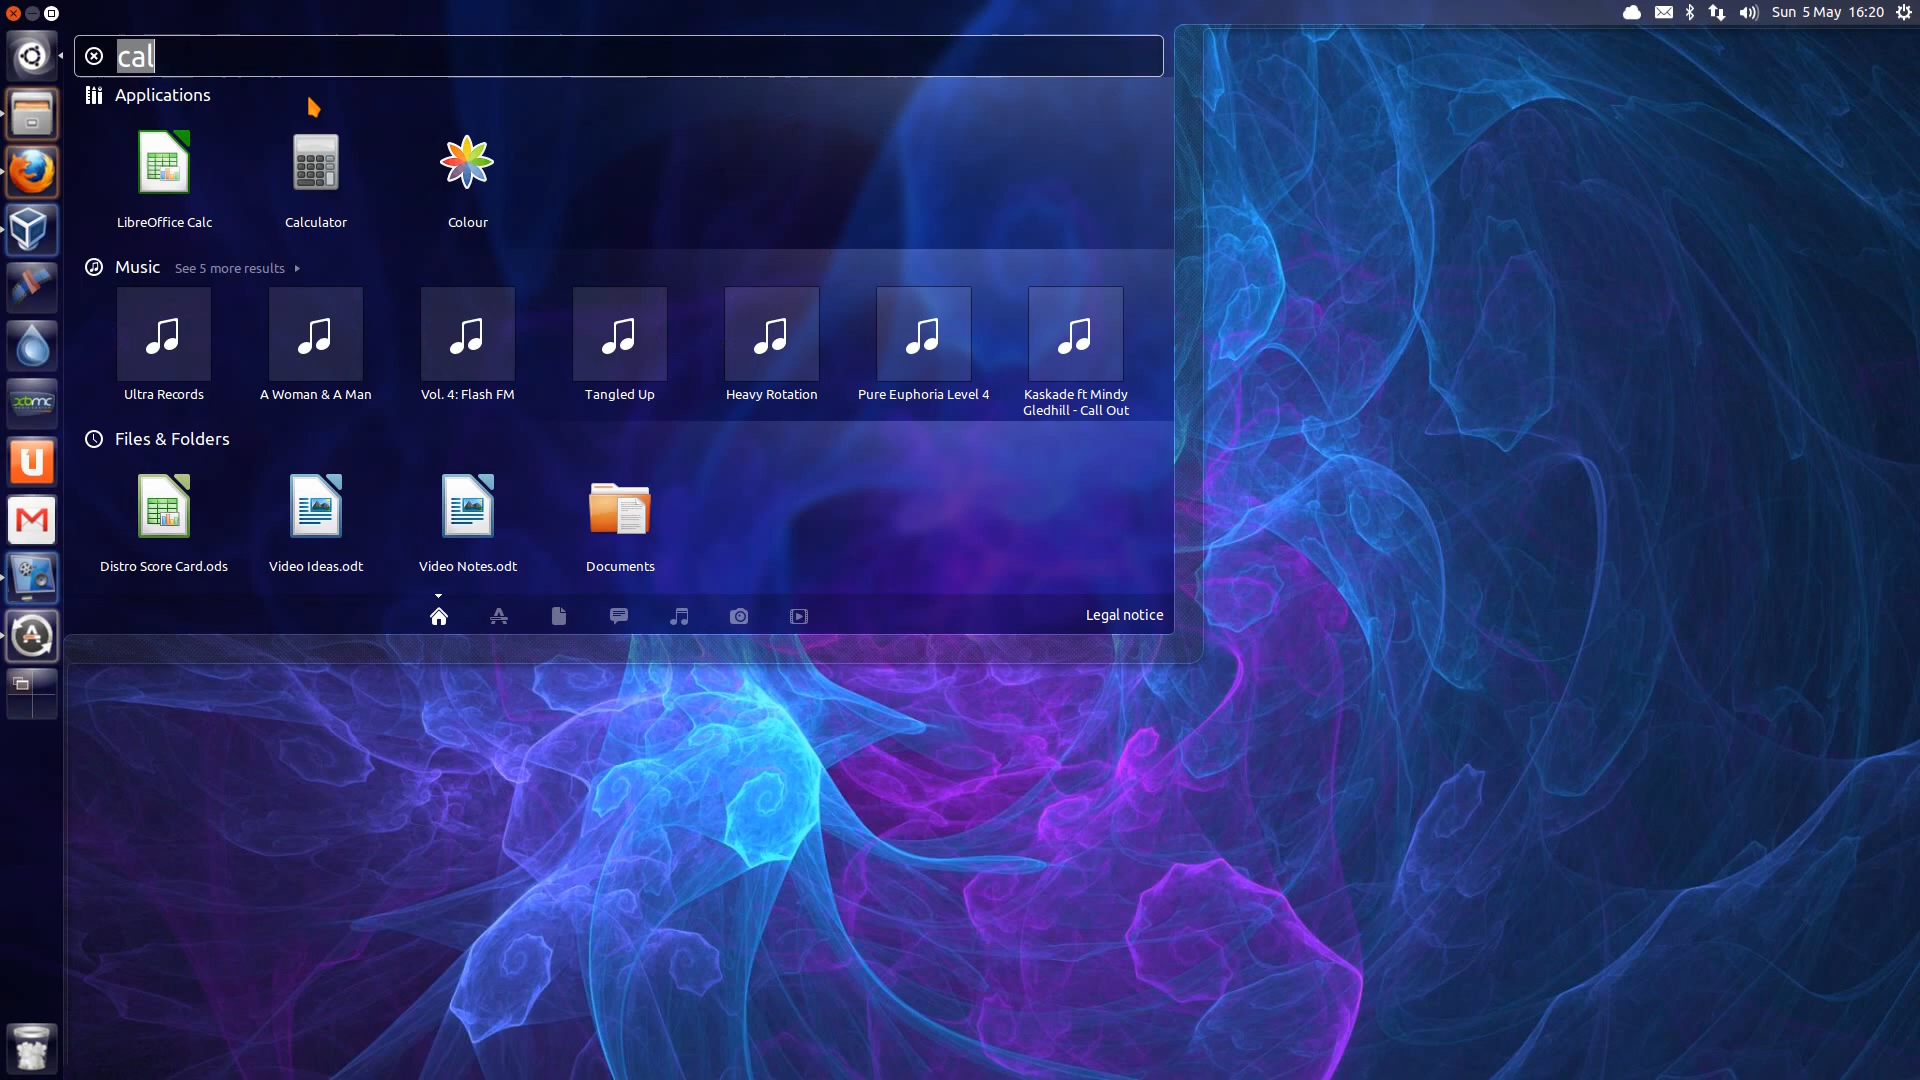 Sun 5 May 16:20
cal
Applications
LibreOffice Calc
Calculator
Colour
Music See 5 more results
Ultra Records
A Woman & A Man
Vol. 4: Flash FM
Tangled Up
Heavy Rotation
Pure Euphoria Level 4
Kaskade ft Mindy
Gledhill - Call Out
Files & Folders
Distro Score Card.ods
Video Ideas.odt
Video Notes.odt
Documents
Legal notice
xbmc